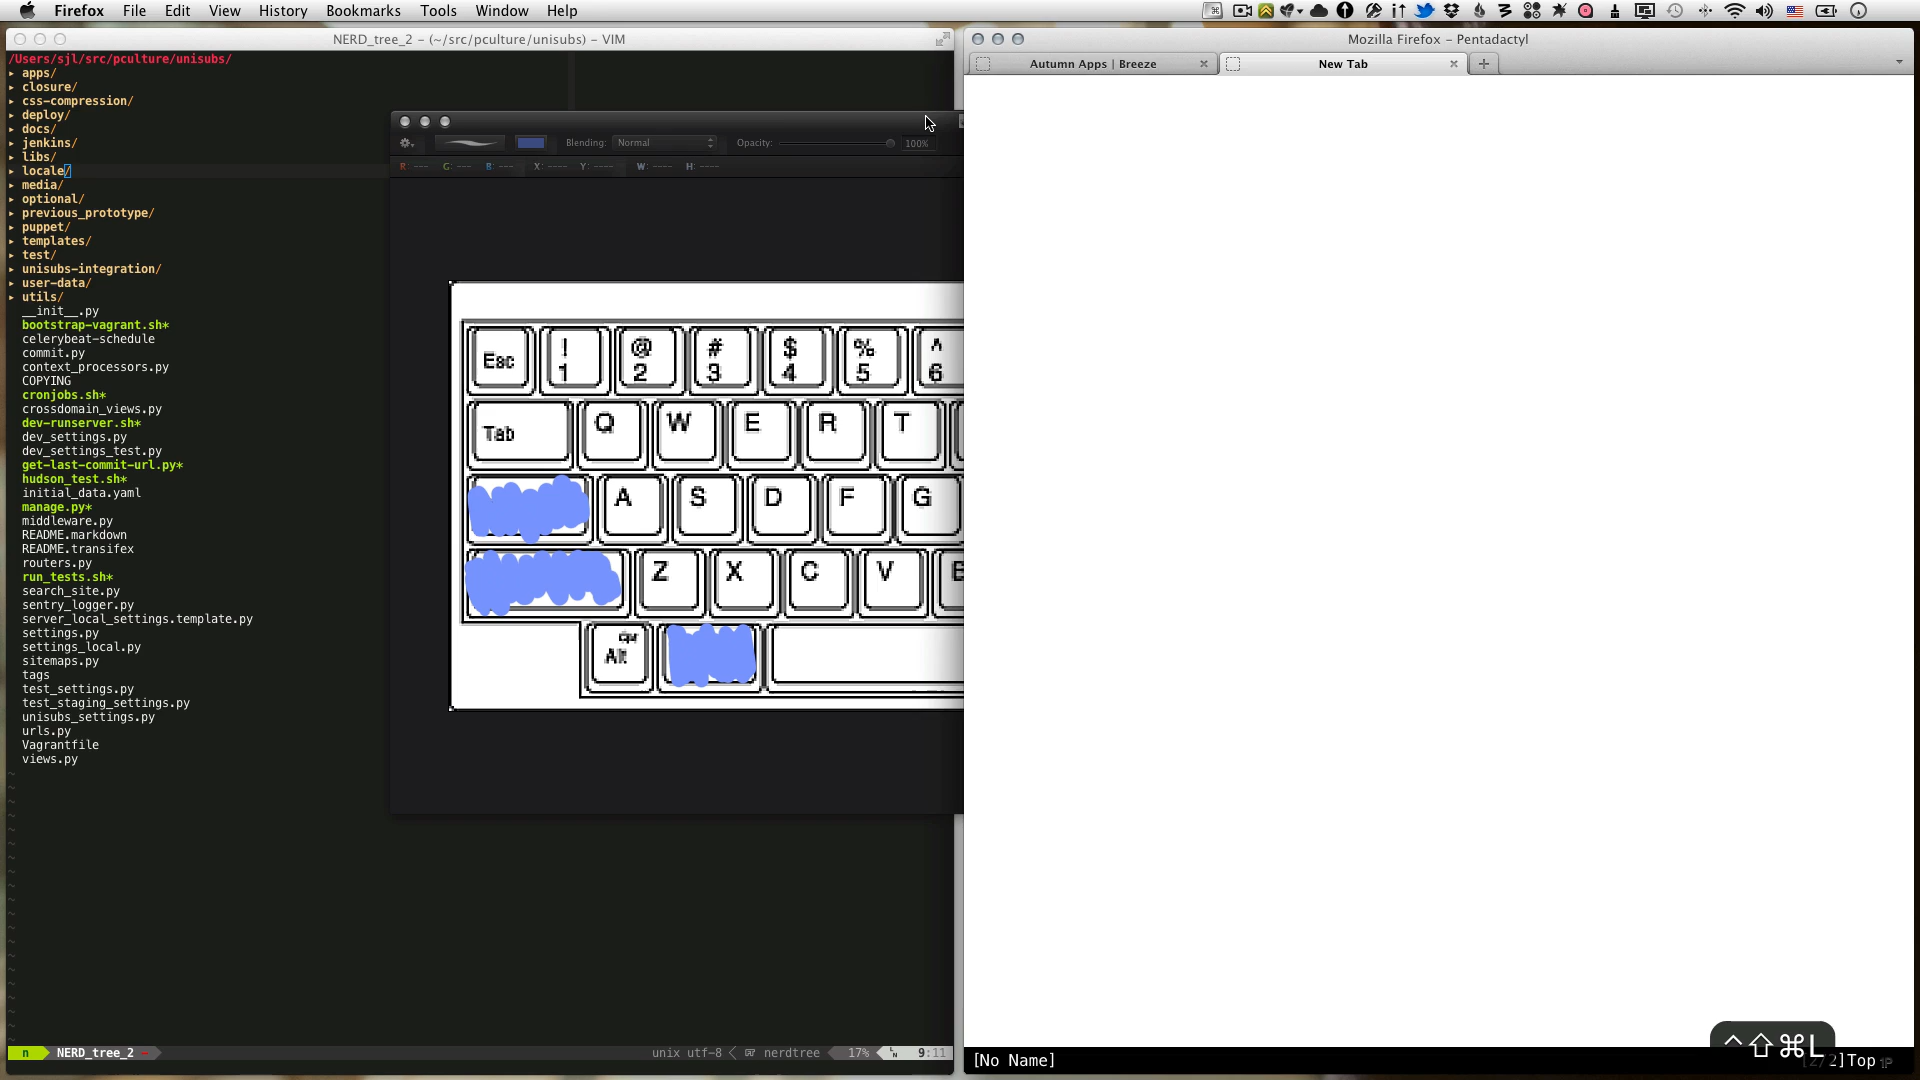 Firefox File Edit View History Bookmarks Tools Window Help
NERD_tree_2 – (~/src/pculture/unisubs) – VIM
/Users/sjl/src/pculture/unisubs/
▸ apps/
▸ closure/
▸ css-compression/
▸ deploy/
▸ docs/
▸ jenkins/
▸ libs/
▸ locale/
▸ media/
▸ optional/
▸ previous_prototype/
▸ puppet/
▸ templates/
▸ test/
▸ unisubs-integration/
▸ user-data/
▸ utils/
__init__.py
bootstrap-vagrant.sh*
celerybeat-schedule
commit.py
context_processors.py
COPYING
cronjobs.sh*
crossdomain_views.py
dev-runserver.sh*
dev_settings.py
dev_settings_test.py
get-last-commit-url.py*
hudson_test.sh*
initial_data.yaml
manage.py*
middleware.py
README.markdown
README.transifex
routers.py
run_tests.sh*
search_site.py
sentry_logger.py
server_local_settings.template.py
settings.py
settings_local.py
sitemaps.py
tags
test_settings.py
test_staging_settings.py
unisubs_settings.py
urls.py
Vagrantfile
views.py
n NERD_tree_2 – unix utf-8 nerdtree 17% 9:11
Blending: Normal Opacity: 100%
R: --- G: --- B: --- X: ---- Y: ---- W: ---- H: ----
Esc ! 1 @ 2 # 3 $ 4 % 5 ^ 6
Tab Q W E R T
A S D F G
Z X C V B
Alt
Mozilla Firefox – Pentadactyl
Autumn Apps | Breeze
New Tab
⌃⇧⌘L
[No Name] Top